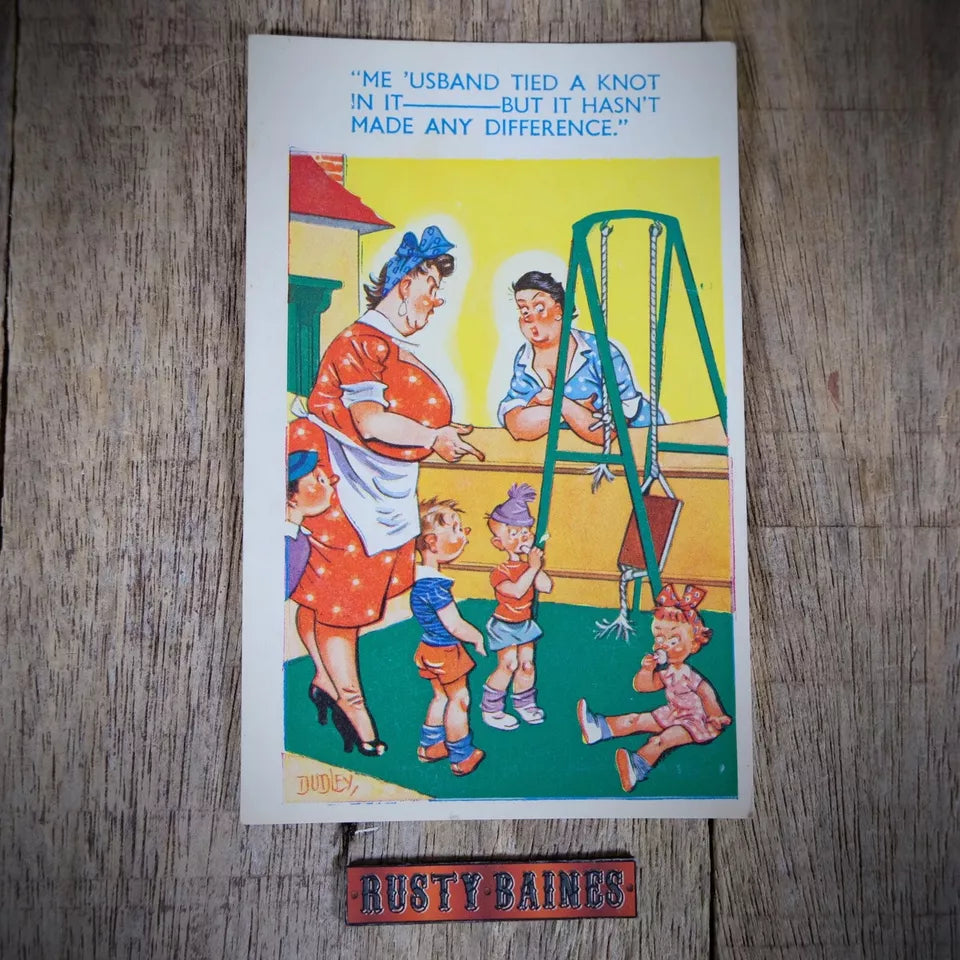 "ME 'USBAND TIED A KNOT
IN IT———BUT IT HASN'T
MADE ANY DIFFERENCE."
DUDLEY,
RUSTY·BAINES